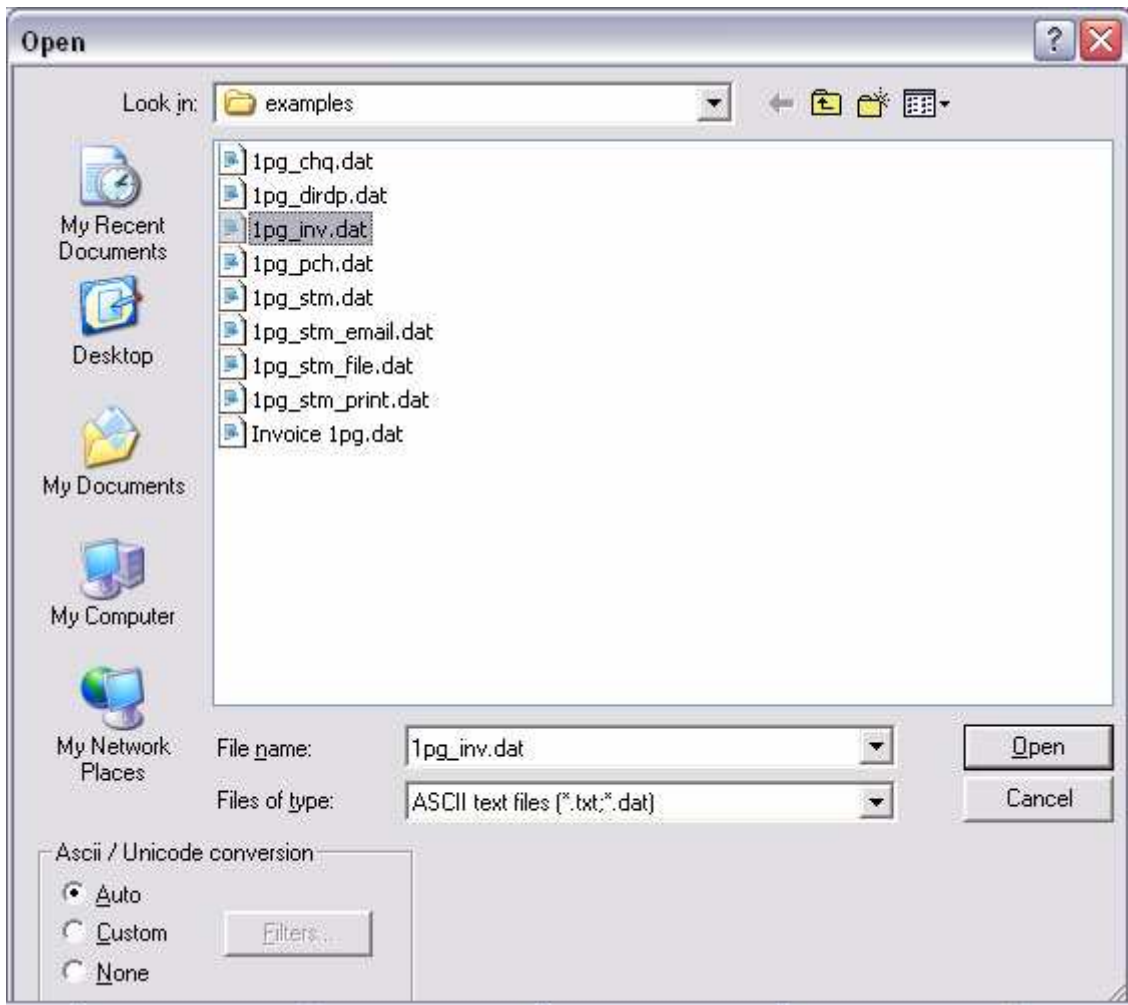 Open
Look in:
examples
My Recent
Documents
Desktop
My Documents
My Computer
My Network
Places
1pg_chq.dat
1pg_dirdp.dat
1pg_inv.dat
1pg_pch.dat
1pg_stm.dat
1pg_stm_email.dat
1pg_stm_file.dat
1pg_stm_print.dat
Invoice 1pg.dat
File name:
1pg_inv.dat
Open
Files of type:
ASCII text files (*.txt;*.dat)
Cancel
Ascii / Unicode conversion
Auto
Custom
Filters ...
None